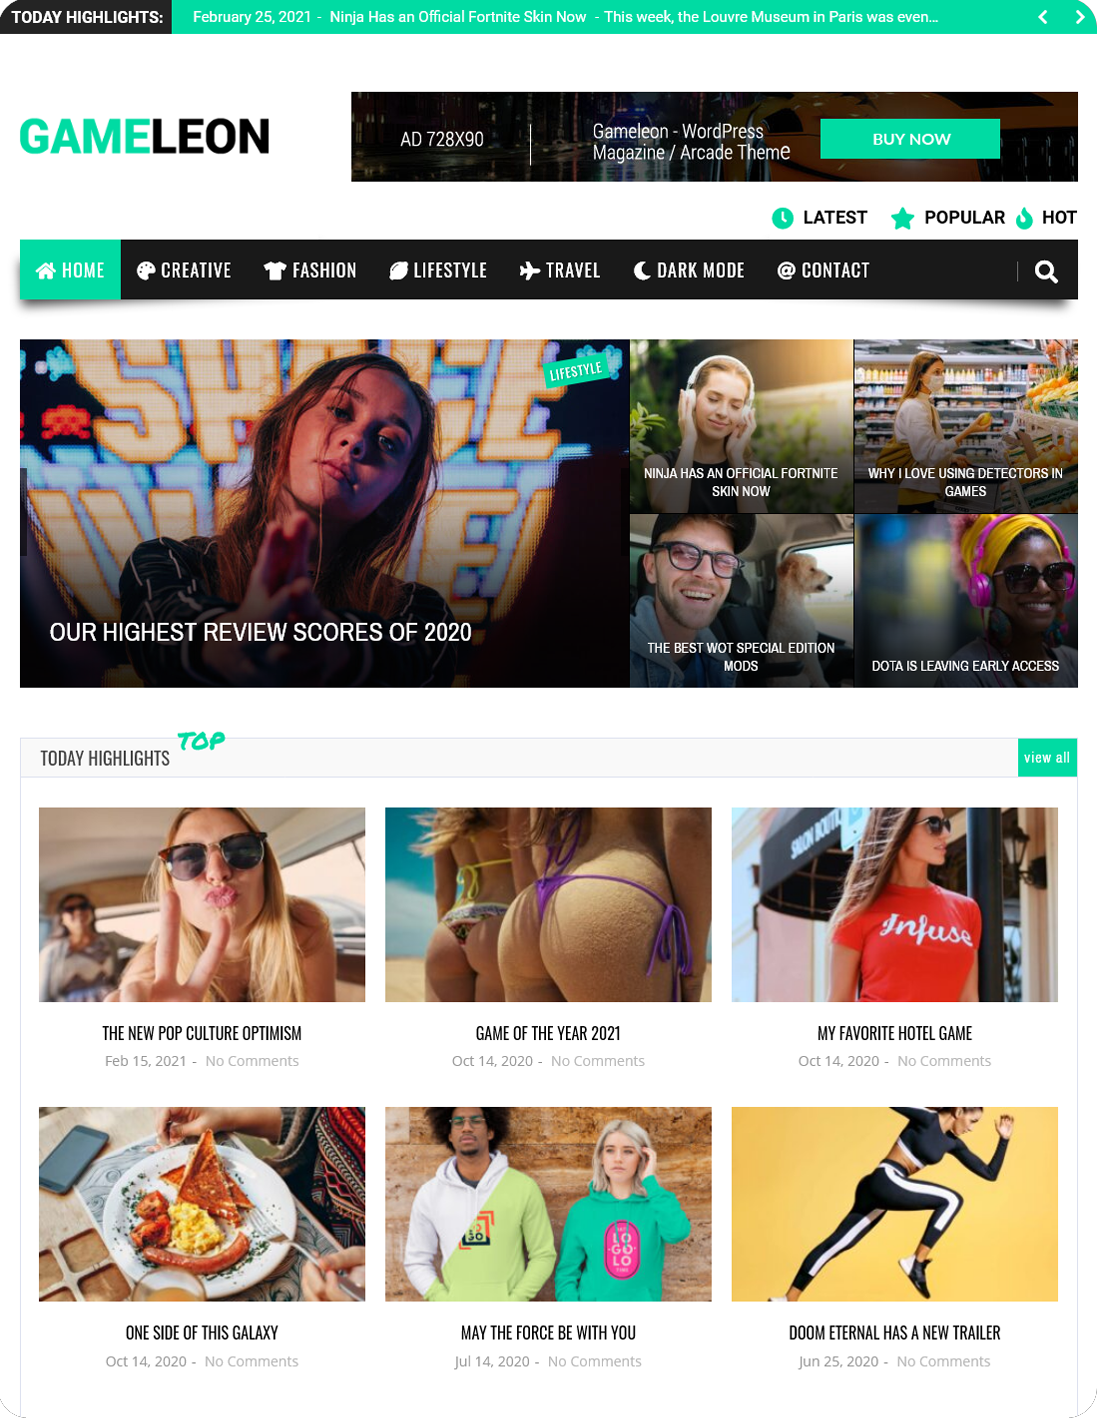 TODAY HIGHLIGHTS:
February 25, 2021 - Ninja Has an Official Fortnite Skin Now - This week, the Louvre Museum in Paris was even...
GAMELEON
AD 728X90
Gameleon - WordPress
Magazine / Arcade Theme
BUY NOW
LATEST POPULAR HOT
HOME CREATIVE FASHION LIFESTYLE TRAVEL DARK MODE CONTACT
SPACE
LIFESTYLE
OUR HIGHEST REVIEW SCORES OF 2020
NINJA HAS AN OFFICIAL FORTNITE
SKIN NOW
WHY I LOVE USING DETECTORS IN
GAMES
THE BEST WOT SPECIAL EDITION
MODS
DOTA IS LEAVING EARLY ACCESS
TODAY HIGHLIGHTS
TOP
view all
SALON BOUTI
Infuse
THE NEW POP CULTURE OPTIMISM
Feb 15, 2021 - No Comments
GAME OF THE YEAR 2021
Oct 14, 2020 - No Comments
MY FAVORITE HOTEL GAME
Oct 14, 2020 - No Comments
LO
GO
LO
ONE SIDE OF THIS GALAXY
Oct 14, 2020 - No Comments
MAY THE FORCE BE WITH YOU
Jul 14, 2020 - No Comments
DOOM ETERNAL HAS A NEW TRAILER
Jun 25, 2020 - No Comments